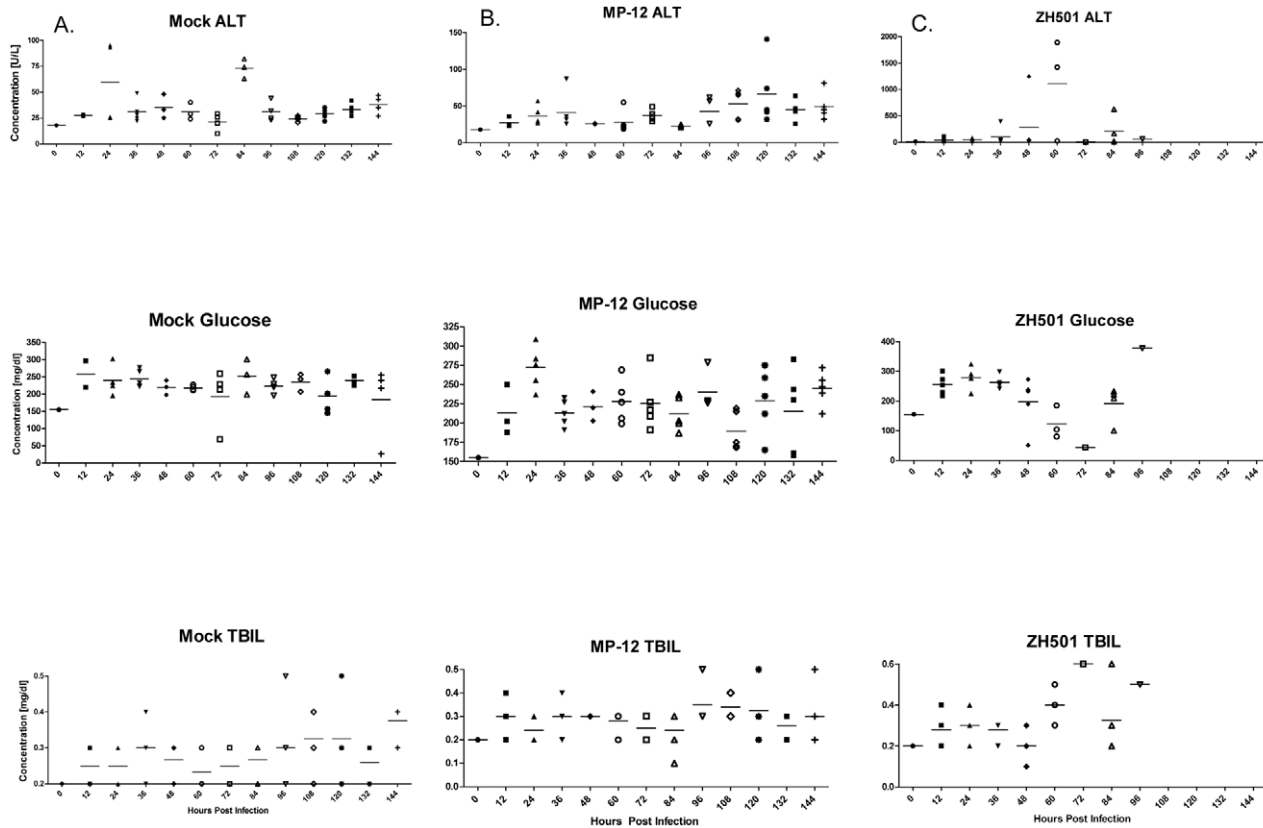 A.
Mock ALT
Concentration [U/L]
100
75
50
25
0
0 12 24 36 48 60 72 84 96 108 120 132 144
B.
MP-12 ALT
150
100
50
0
0 12 24 36 48 60 72 84 96 108 120 132 144
C.
ZH501 ALT
2000
1500
1000
500
0
0 12 24 36 48 60 72 84 96 108 120 132 144
Mock Glucose
Concentration [mg/dl]
350
300
250
200
150
100
50
0
0 12 24 36 48 60 72 84 96 108 120 132 144
MP-12 Glucose
325
300
275
250
225
200
175
150
0 12 24 36 48 60 72 84 96 108 120 132 144
ZH501 Glucose
400
300
200
100
0
0 12 24 36 48 60 72 84 96 108 120 132 144
Mock TBIL
Concentration [mg/dl]
0.5
0.4
0.3
0.2
0 12 24 36 48 60 72 84 96 108 120 132 144
Hours Post Infection
MP-12 TBIL
0.5
0.4
0.3
0.2
0.1
0.0
0 12 24 36 48 60 72 84 96 108 120 132 144
Hours Post Infection
ZH501 TBIL
0.6
0.4
0.2
0.0
0 12 24 36 48 60 72 84 96 108 120 132 144
Hours Post Infection